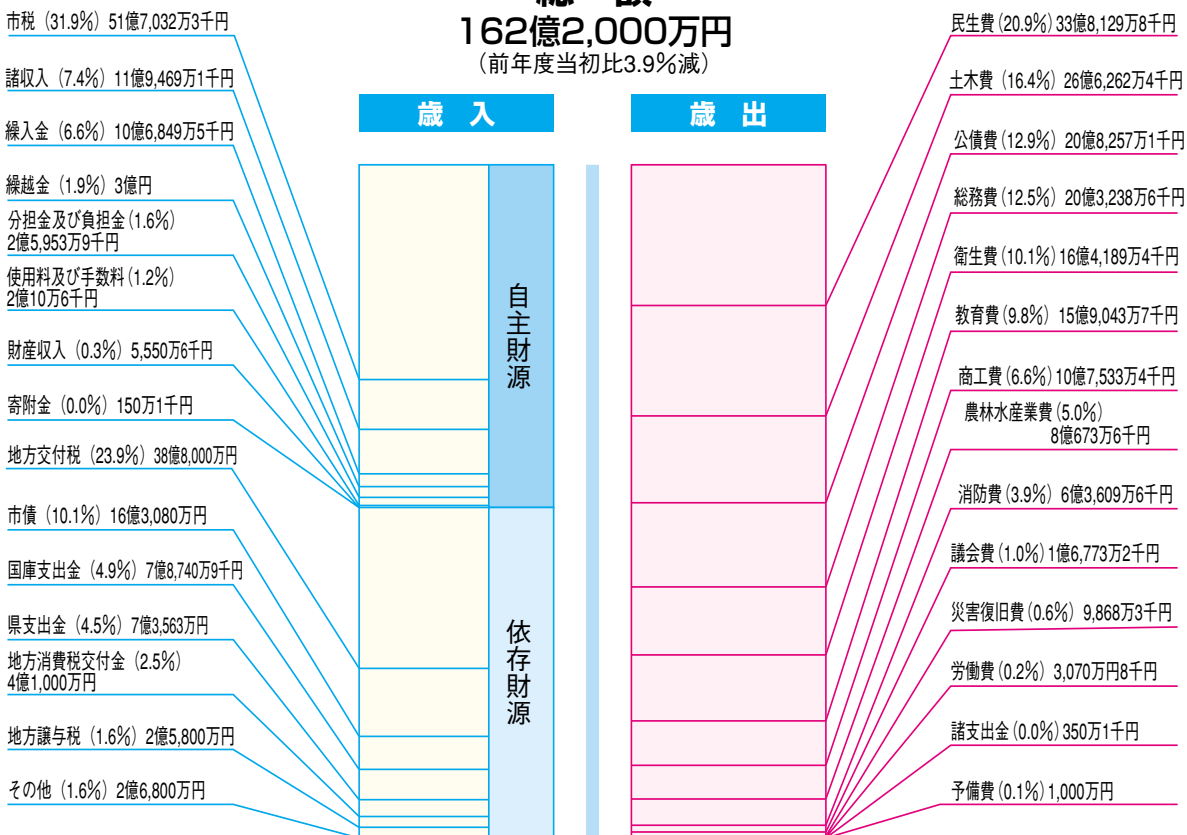 162億2,000万円
(前年度当初比3.9%減)
歳 入
歳 出
市税 (31.9%) 51億7,032万3千円
諸収入 (7.4%) 11億9,469万1千円
繰入金 (6.6%) 10億6,849万5千円
繰越金 (1.9%) 3億円
分担金及び負担金 (1.6%)
2億5,953万9千円
使用料及び手数料 (1.2%)
2億10万6千円
財産収入 (0.3%) 5,550万6千円
寄附金 (0.0%) 150万1千円
地方交付税 (23.9%) 38億8,000万円
市債 (10.1%) 16億3,080万円
国庫支出金 (4.9%) 7億8,740万9千円
県支出金 (4.5%) 7億3,563万円
地方消費税交付金 (2.5%)
4億1,000万円
地方譲与税 (1.6%) 2億5,800万円
その他 (1.6%) 2億6,800万円
自主財源
依存財源
民生費 (20.9%) 33億8,129万8千円
土木費 (16.4%) 26億6,262万4千円
公債費 (12.9%) 20億8,257万1千円
総務費 (12.5%) 20億3,238万6千円
衛生費 (10.1%) 16億4,189万4千円
教育費 (9.8%) 15億9,043万7千円
商工費 (6.6%) 10億7,533万4千円
農林水産業費 (5.0%)
8億673万6千円
消防費 (3.9%) 6億3,609万6千円
議会費 (1.0%) 1億6,773万2千円
災害復旧費 (0.6%) 9,868万3千円
労働費 (0.2%) 3,070万円8千円
諸支出金 (0.0%) 350万1千円
予備費 (0.1%) 1,000万円